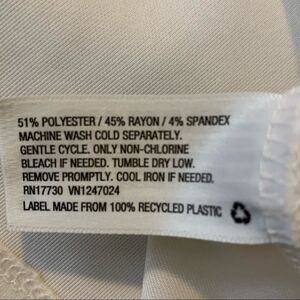 51% POLYESTER / 45% RAYON / 4% SPANDEX
MACHINE WASH COLD SEPARATELY.
GENTLE CYCLE. ONLY NON-CHLORINE
BLEACH IF NEEDED. TUMBLE DRY LOW.
REMOVE PROMPTLY. COOL IRON IF NEEDED.
RN17730 VN1247024
LABEL MADE FROM 100% RECYCLED PLASTIC